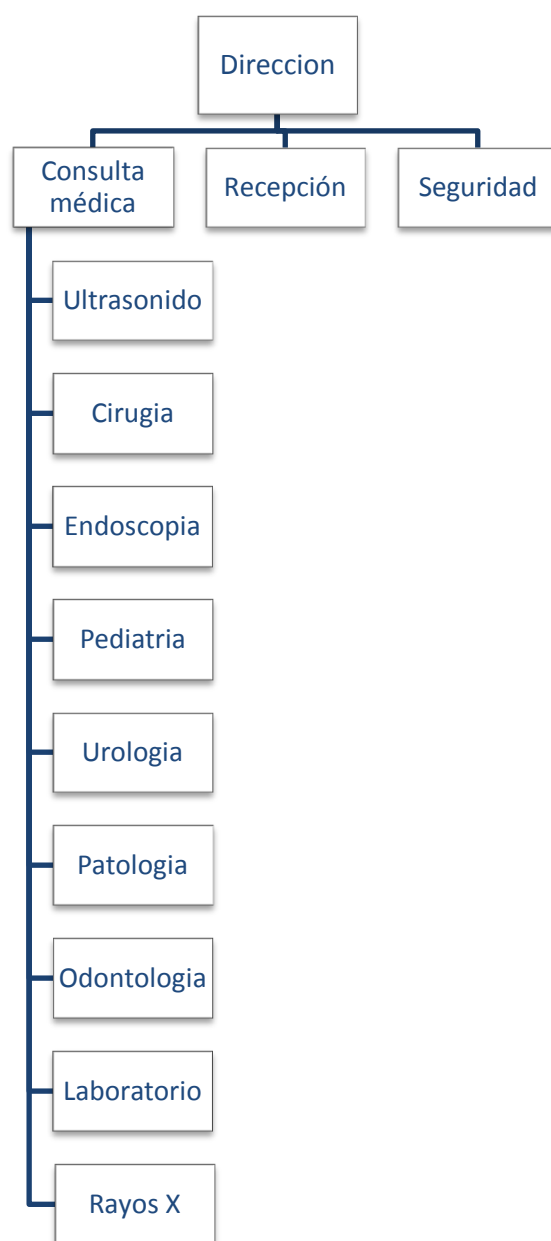 Direccion
Consulta
médica
Recepción
Seguridad
Ultrasonido
Cirugia
Endoscopia
Pediatria
Urologia
Patologia
Odontologia
Laboratorio
Rayos X